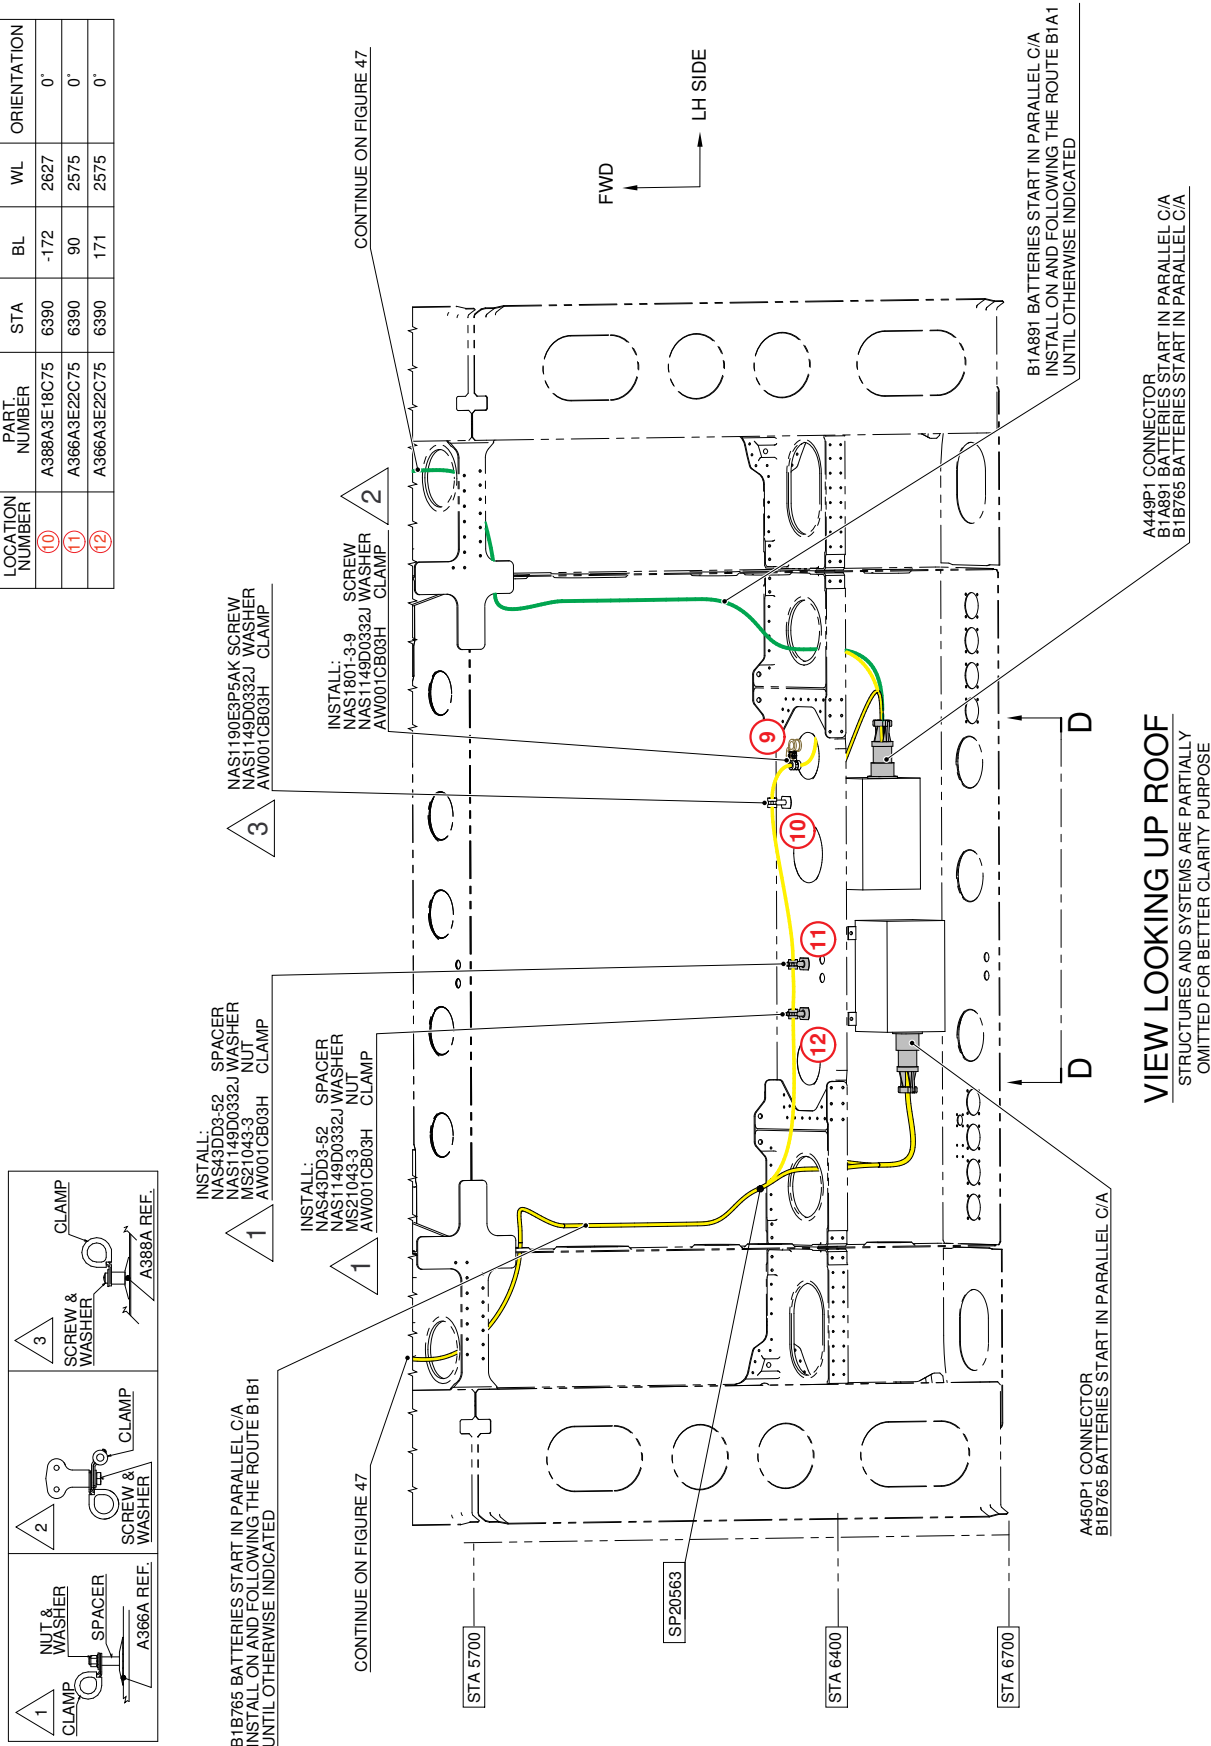 1
CLAMP
NUT &
WASHER
SPACER
A366A REF.
2
SCREW &
WASHER
CLAMP
3
SCREW &
WASHER
CLAMP
A388A REF.
LOCATION
NUMBER
PART
NUMBER
STA
BL
WL
ORIENTATION
10 A388A3E18C75 6390 -172 2627 0°
11 A366A3E22C75 6390 90 2575 0°
12 A366A3E22C75 6390 171 2575 0°
B1B765 BATTERIES START IN PARALLEL C/A
INSTALL ON AND FOLLOWING THE ROUTE B1B1
UNTIL OTHERWISE INDICATED
1
INSTALL:
NAS43DD3-52 SPACER
NAS1149D0332J WASHER
MS21043-3 NUT
AW001CB03H CLAMP
1
INSTALL:
NAS43DD3-52 SPACER
NAS1149D0332J WASHER
MS21043-3 NUT
AW001CB03H CLAMP
3
NAS1190E3P5AK SCREW
NAS1149D0332J WASHER
AW001CB03H CLAMP
2
INSTALL:
NAS1801-3-9 SCREW
NAS1149D0332J WASHER
AW001CB03H CLAMP
CONTINUE ON FIGURE 47
CONTINUE ON FIGURE 47
FWD
LH SIDE
STA 5700
SP20563
STA 6400
STA 6700
12
11
10
9
B1A891 BATTERIES START IN PARALLEL C/A
INSTALL ON AND FOLLOWING THE ROUTE B1A1
UNTIL OTHERWISE INDICATED
A449P1 CONNECTOR
B1A891 BATTERIES START IN PARALLEL C/A
B1B765 BATTERIES START IN PARALLEL C/A
A450P1 CONNECTOR
B1B765 BATTERIES START IN PARALLEL C/A
D
D
VIEW LOOKING UP ROOF
STRUCTURES AND SYSTEMS ARE PARTIALLY
OMITTED FOR BETTER CLARITY PURPOSE